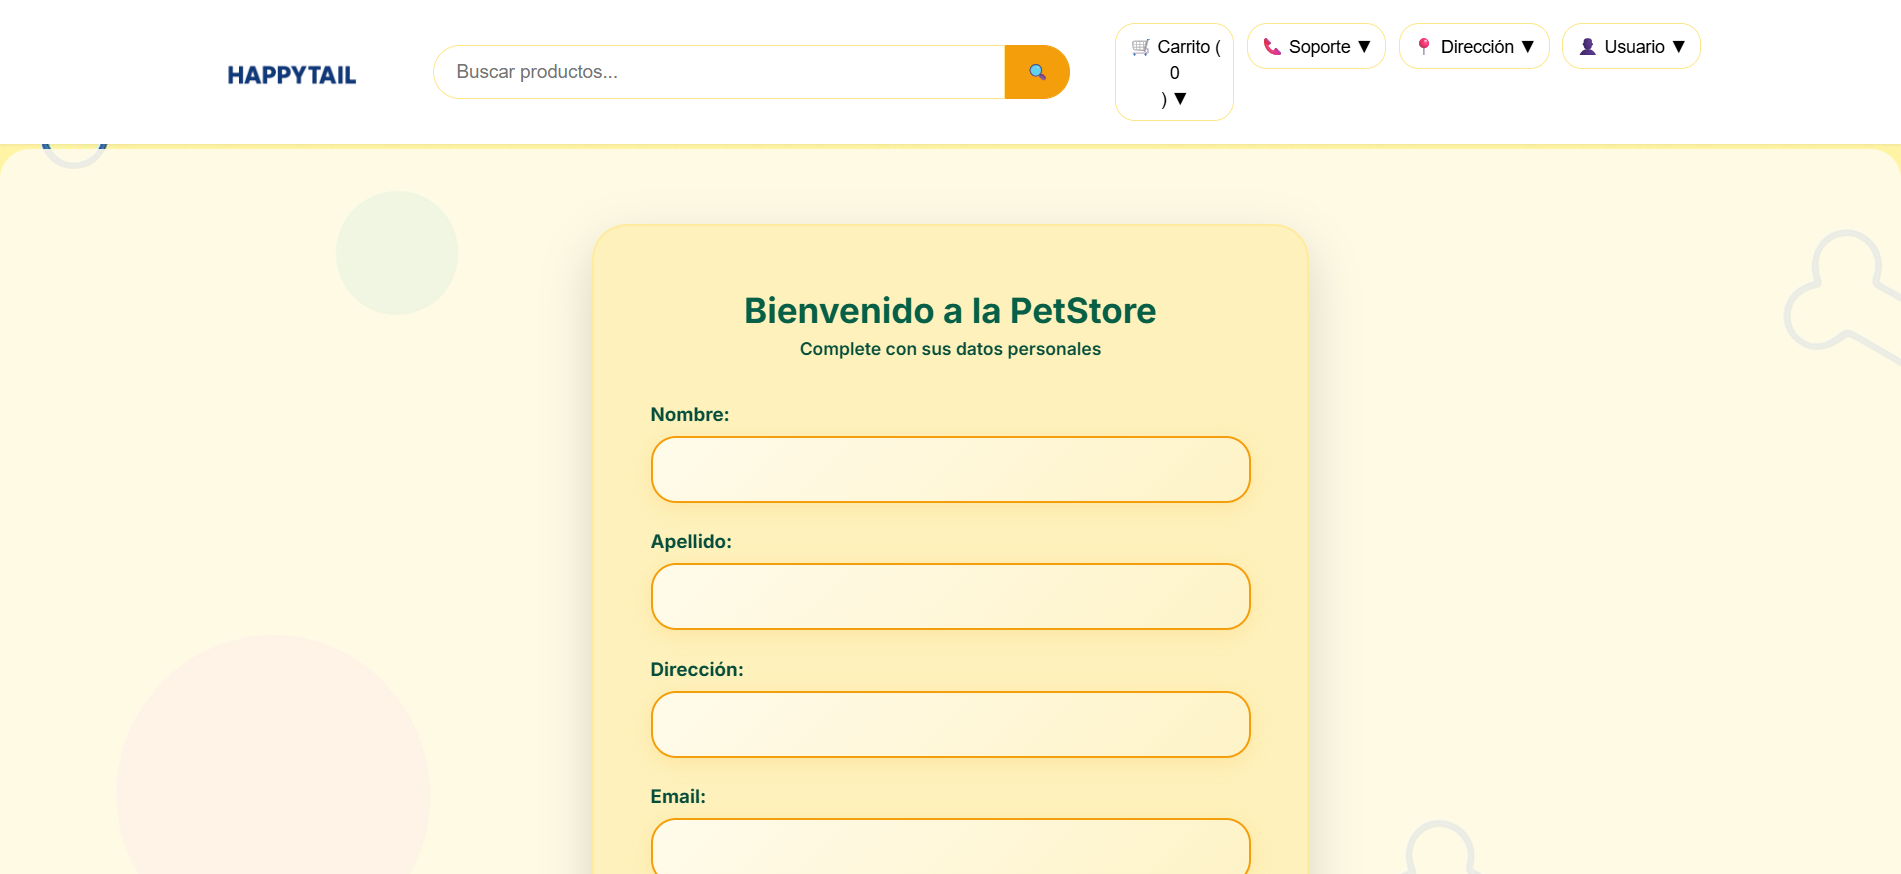 HAPPYTAIL
Buscar productos...
🛒 Carrito (
0
) ▼
📞 Soporte ▼
📍 Dirección ▼
👤 Usuario ▼
Bienvenido a la PetStore
Complete con sus datos personales
Nombre:
Apellido:
Dirección:
Email: